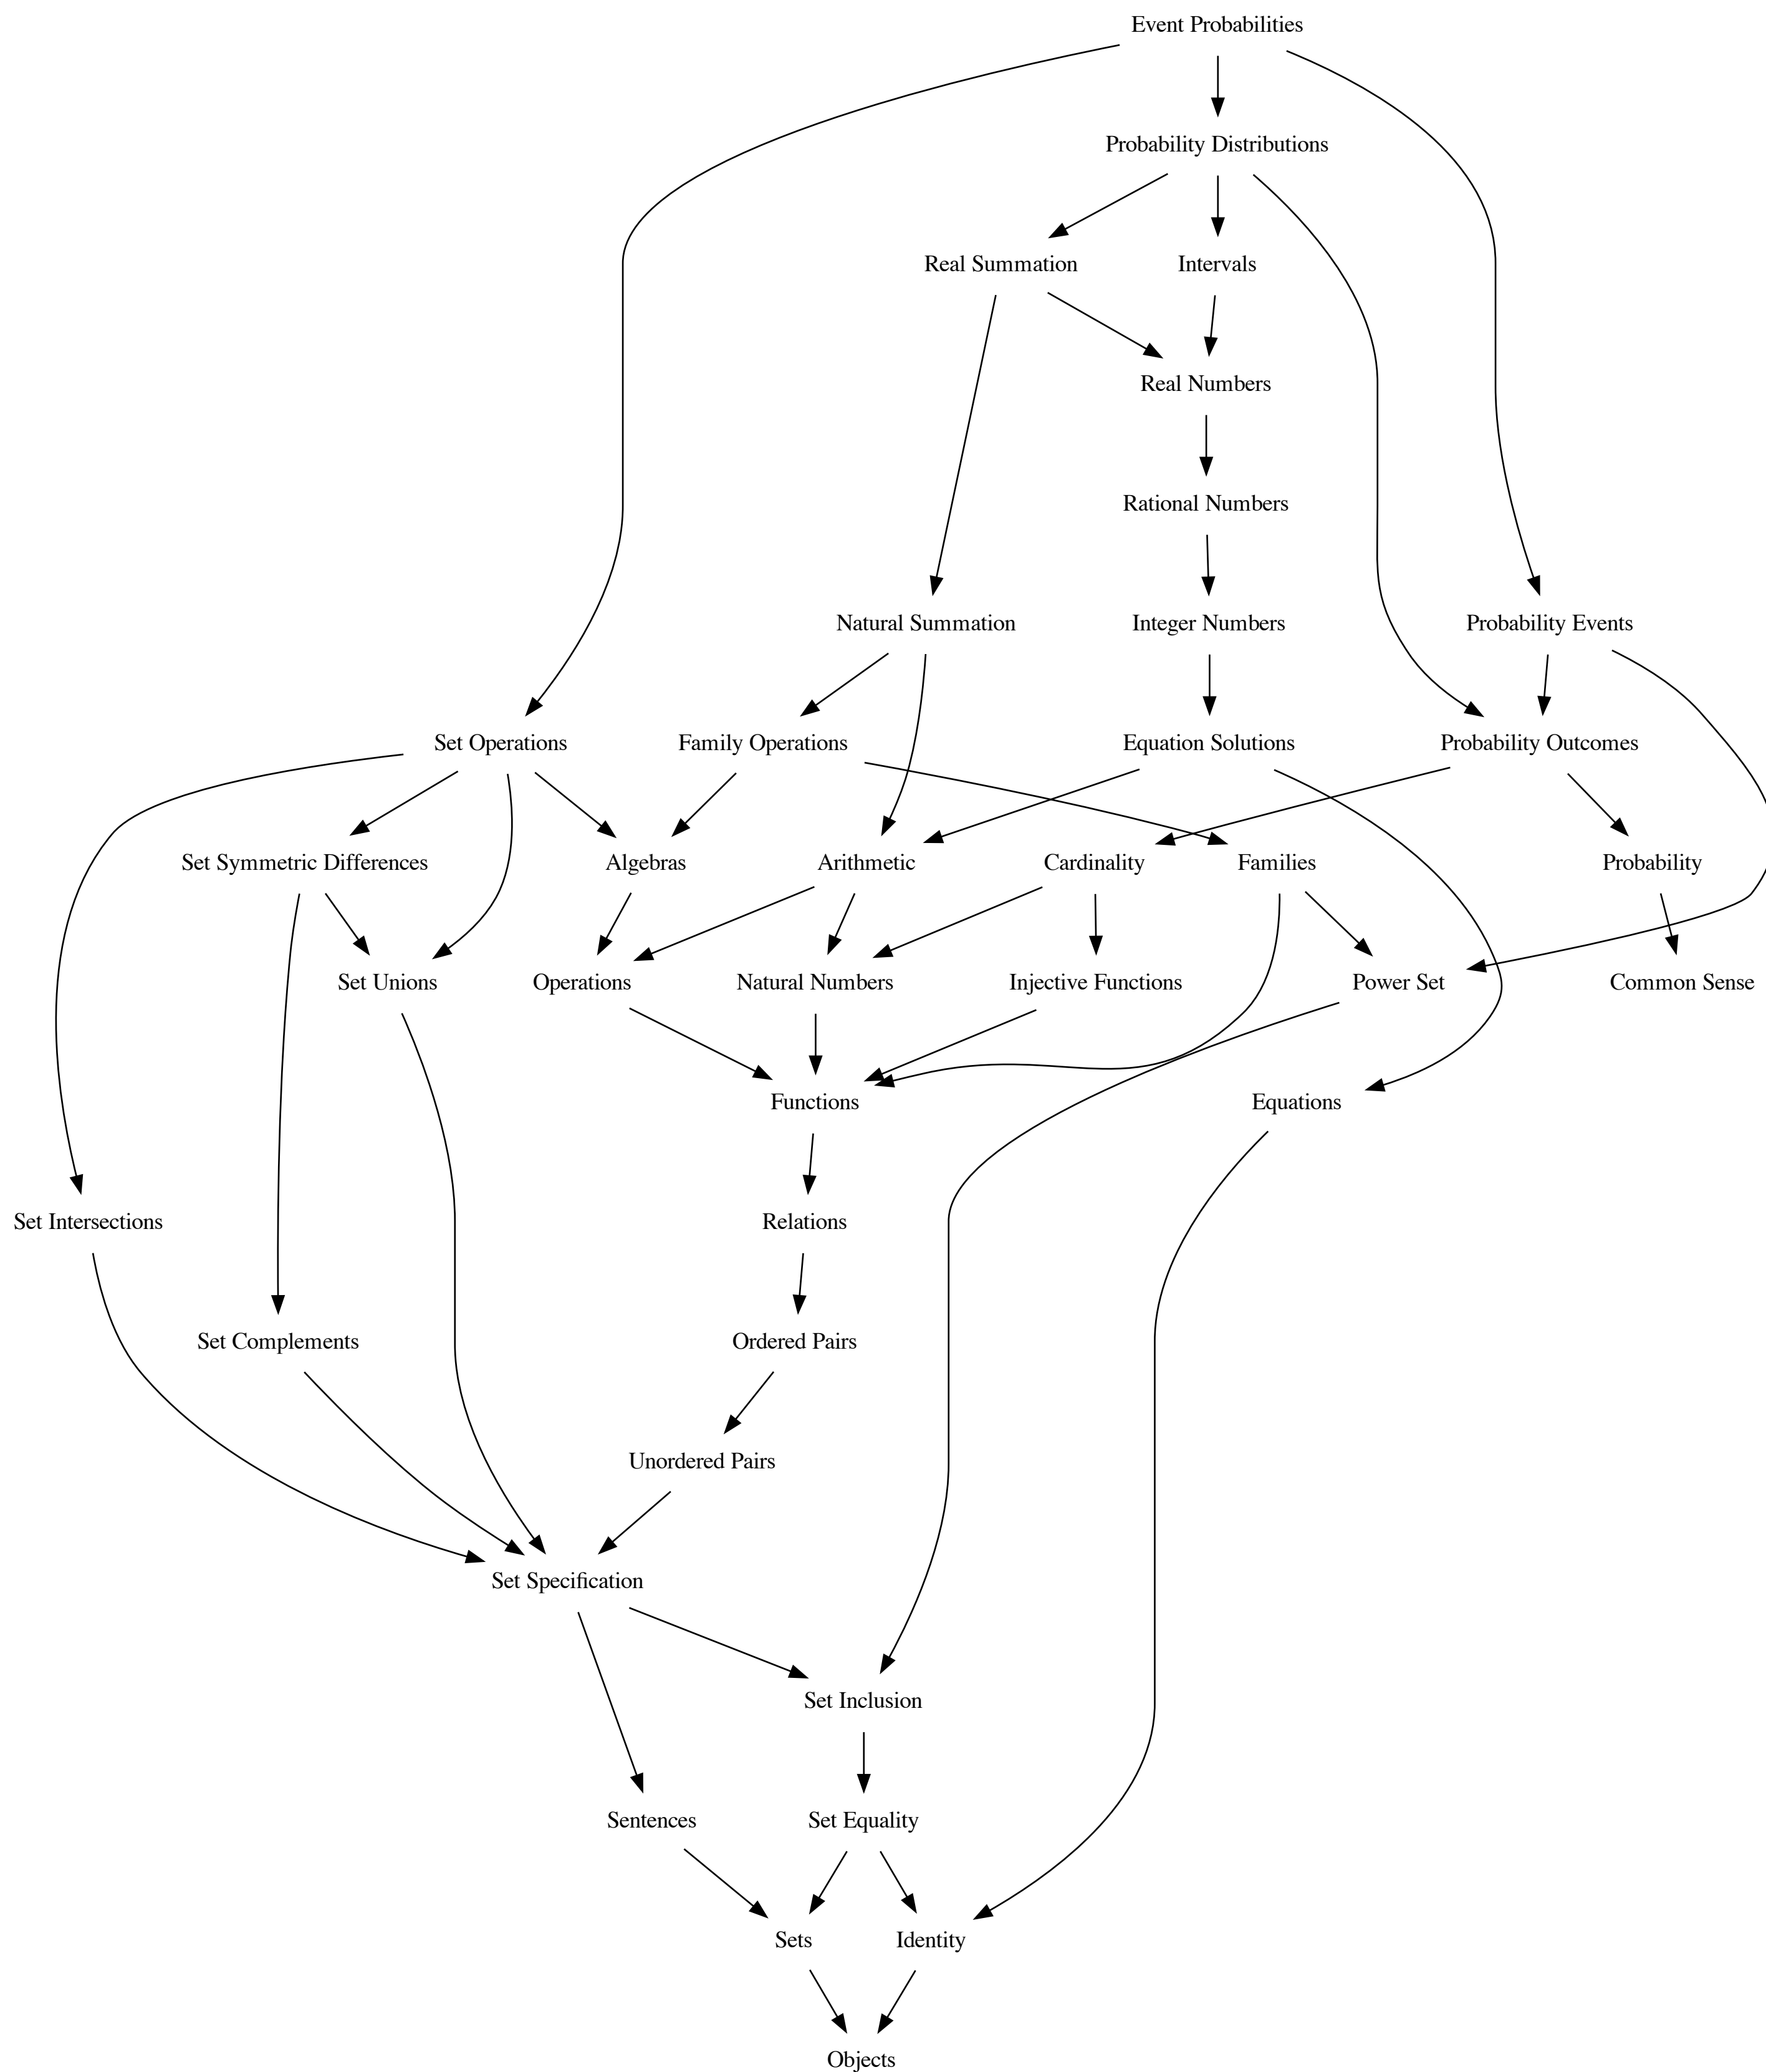 Event Probabilities
Probability Distributions
Real Summation
Intervals
Real Numbers
Rational Numbers
Natural Summation
Integer Numbers
Probability Events
Set Operations
Family Operations
Equation Solutions
Probability Outcomes
Set Symmetric Differences
Algebras
Arithmetic
Cardinality
Families
Probability
Set Unions
Operations
Natural Numbers
Injective Functions
Power Set
Common Sense
Functions
Equations
Set Intersections
Relations
Set Complements
Ordered Pairs
Unordered Pairs
Set Specification
Set Inclusion
Sentences
Set Equality
Sets
Identity
Objects